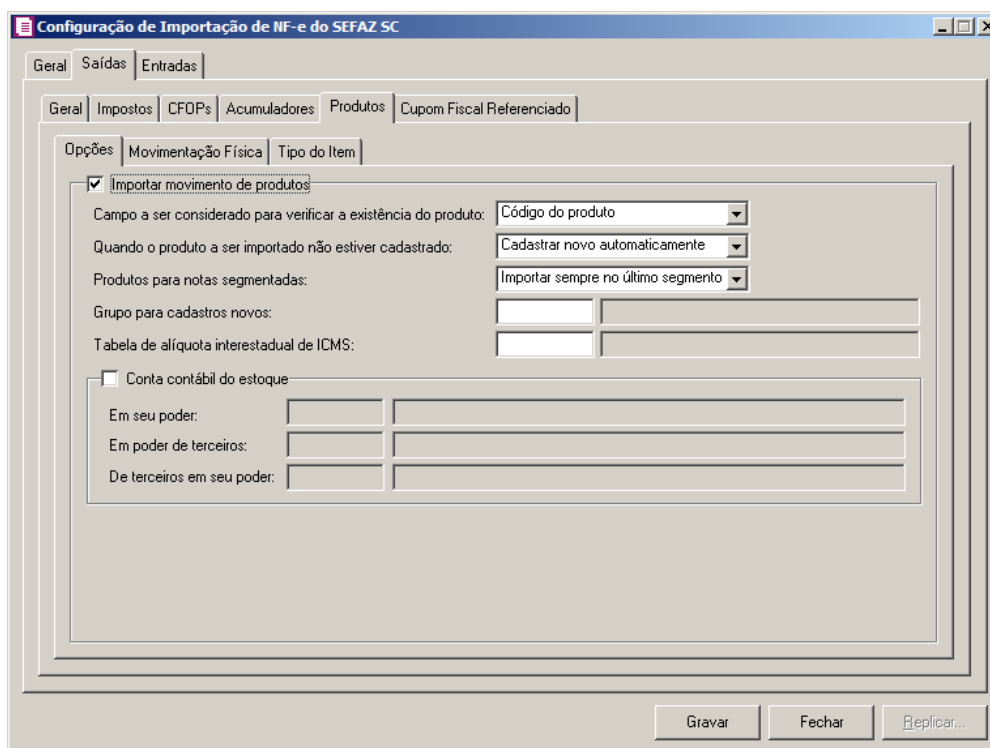 Configuração de Importação de NF-e do SEFAZ SC
Geral Saídas Entradas
Geral Impostos CFOPs Acumuladores Produtos Cupom Fiscal Referenciado
Opções Movimentação Física Tipo do Item
Importar movimento de produtos
Campo a ser considerado para verificar a existência do produto: Código do produto
Quando o produto a ser importado não estiver cadastrado: Cadastrar novo automaticamente
Produtos para notas segmentadas: Importar sempre no último segmento
Grupo para cadastros novos:
Tabela de alíquota interestadual de ICMS:
Conta contábil do estoque
Em seu poder:
Em poder de terceiros:
De terceiros em seu poder:
Gravar Fechar Replicar...